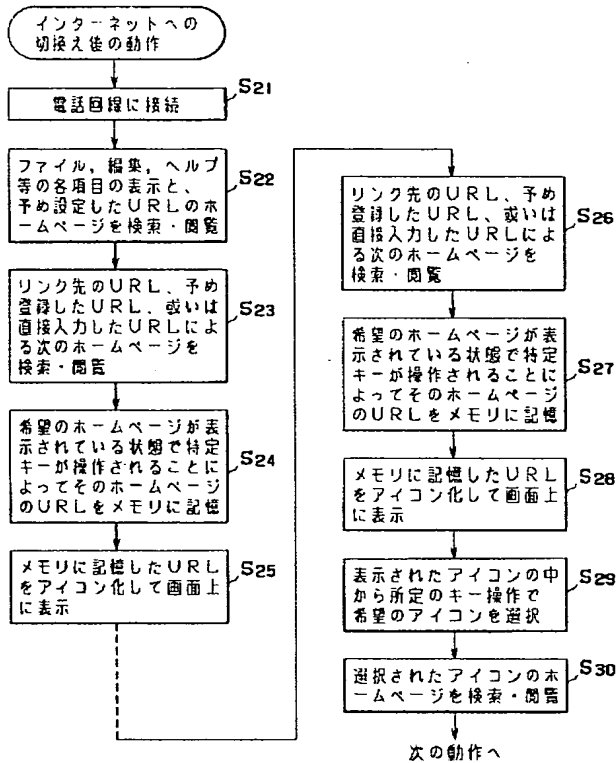 インターネットへの
切換え後の動作
S21
電話回線に接続
S22
ファイル,編集,ヘルプ
等の各項目の表示と、
予め設定したURLのホ
ームページを検索・閲覧
S23
リンク先のURL、予め
登録したURL、或いは
直接入力したURLによ
る次のホームページを
検索・閲覧
S24
希望のホームページが表
示されている状態で特定
キーが操作されることに
よってそのホームページ
のURLをメモリに記憶
S25
メモリに記憶したURL
をアイコン化して画面上
に表示
S26
リンク先のURL、予め
登録したURL、或いは
直接入力したURLによ
る次のホームページを
検索・閲覧
S27
希望のホームページが表
示されている状態で特定
キーが操作されることに
よってそのホームページ
のURLをメモリに記憶
S28
メモリに記憶したURL
をアイコン化して画面上
に表示
S29
表示されたアイコンの中
から所定のキー操作で
希望のアイコンを選択
S30
選択されたアイコンのホ
ームページを検索・閲覧
次の動作へ